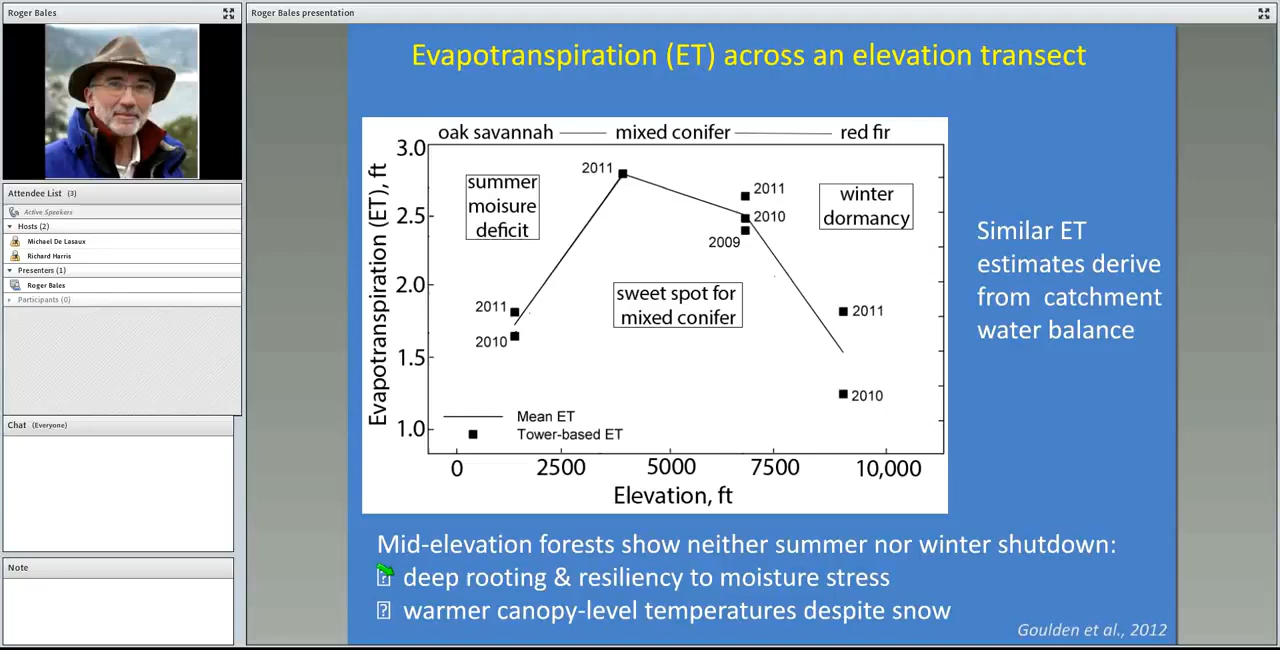 Roger Bales
Attendee List (3)
Active Speakers
Hosts (2)
Michael De Lasaux
Richard Harris
Presenters (1)
Roger Bales
Participants (0)
Chat (Everyone)
Note
Roger Bales presentation
Evapotranspiration (ET) across an elevation transect
oak savannah
mixed conifer
red fir
Evapotranspiration (ET), ft
3.0
2.5
2.0
1.5
1.0
summer
moisure
deficit
2011
2011
2010
2009
winter
dormancy
sweet spot for
mixed conifer
2011
2010
2011
2010
Mean ET
Tower-based ET
0
2500
5000
7500
10,000
Elevation, ft
Similar ET
estimates derive
from catchment
water balance
Mid-elevation forests show neither summer nor winter shutdown:
deep rooting & resiliency to moisture stress
warmer canopy-level temperatures despite snow
Goulden et al., 2012